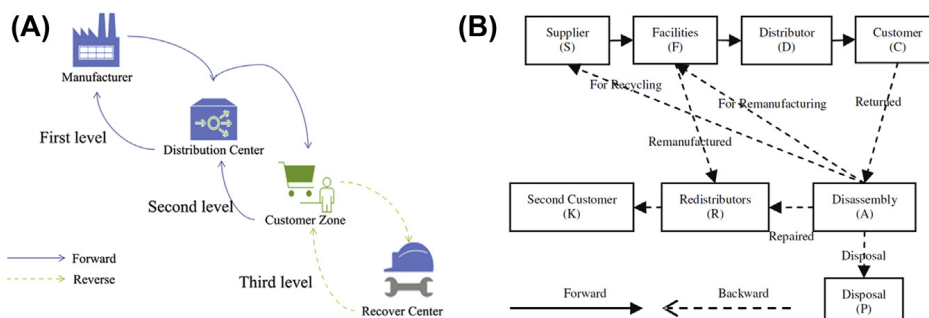 (A)
Manufacturer
First level
Distribution Center
Second level
Customer Zone
Third level
Recover Center
Forward
Reverse
(B)
Supplier
(S)
Facilities
(F)
Distributor
(D)
Customer
(C)
For Recycling
For Remanufacturing
Returned
Remanufactured
Second Customer
(K)
Redistributors
(R)
Disassembly
(A)
Repaired
Disposal
Disposal
(P)
Forward
Backward